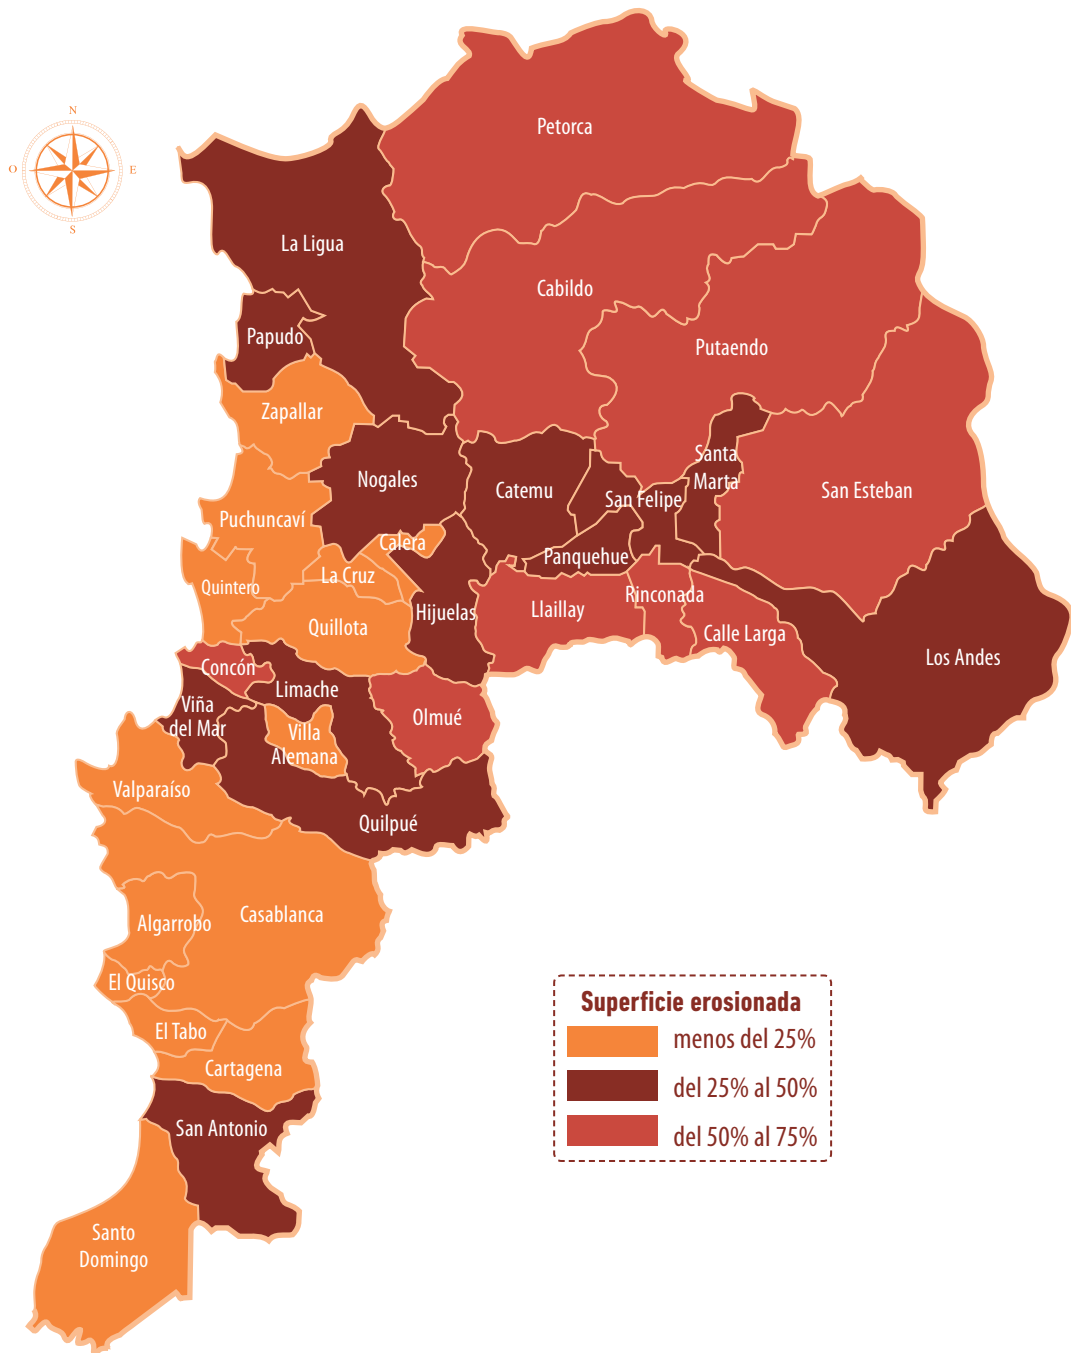 N
O
E
S
Petorca
La Ligua
Cabildo
Papudo
Putaendo
Zapallar
Santa
Marta
Nogales
Catemu
San Felipe
San Esteban
Puchuncaví
Calera
Panquehue
La Cruz
Quintero
Rinconada
Hijuelas
Llaillay
Quillota
Calle Larga
Los Andes
Concón
Limache
Viña
del Mar
Olmué
Villa
Alemana
Valparaíso
Quilpué
Casablanca
Algarrobo
El Quisco
El Tabo
Cartagena
San Antonio
Santo
Domingo
Superficie erosionada
menos del 25%
del 25% al 50%
del 50% al 75%